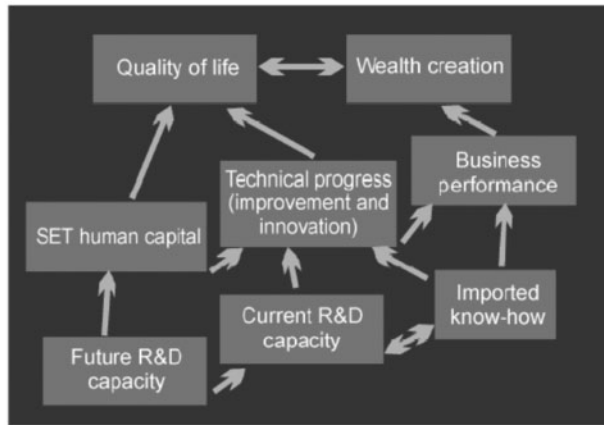 Quality of life
Wealth creation
Technical progress
(improvement and
innovation)
Business
performance
SET human capital
Current R&D
capacity
Imported
know-how
Future R&D
capacity